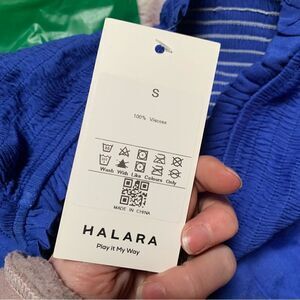 S
100% Viscose
Wash With Like Colours Only
MADE IN CHINA
HALARA
Play It My Way